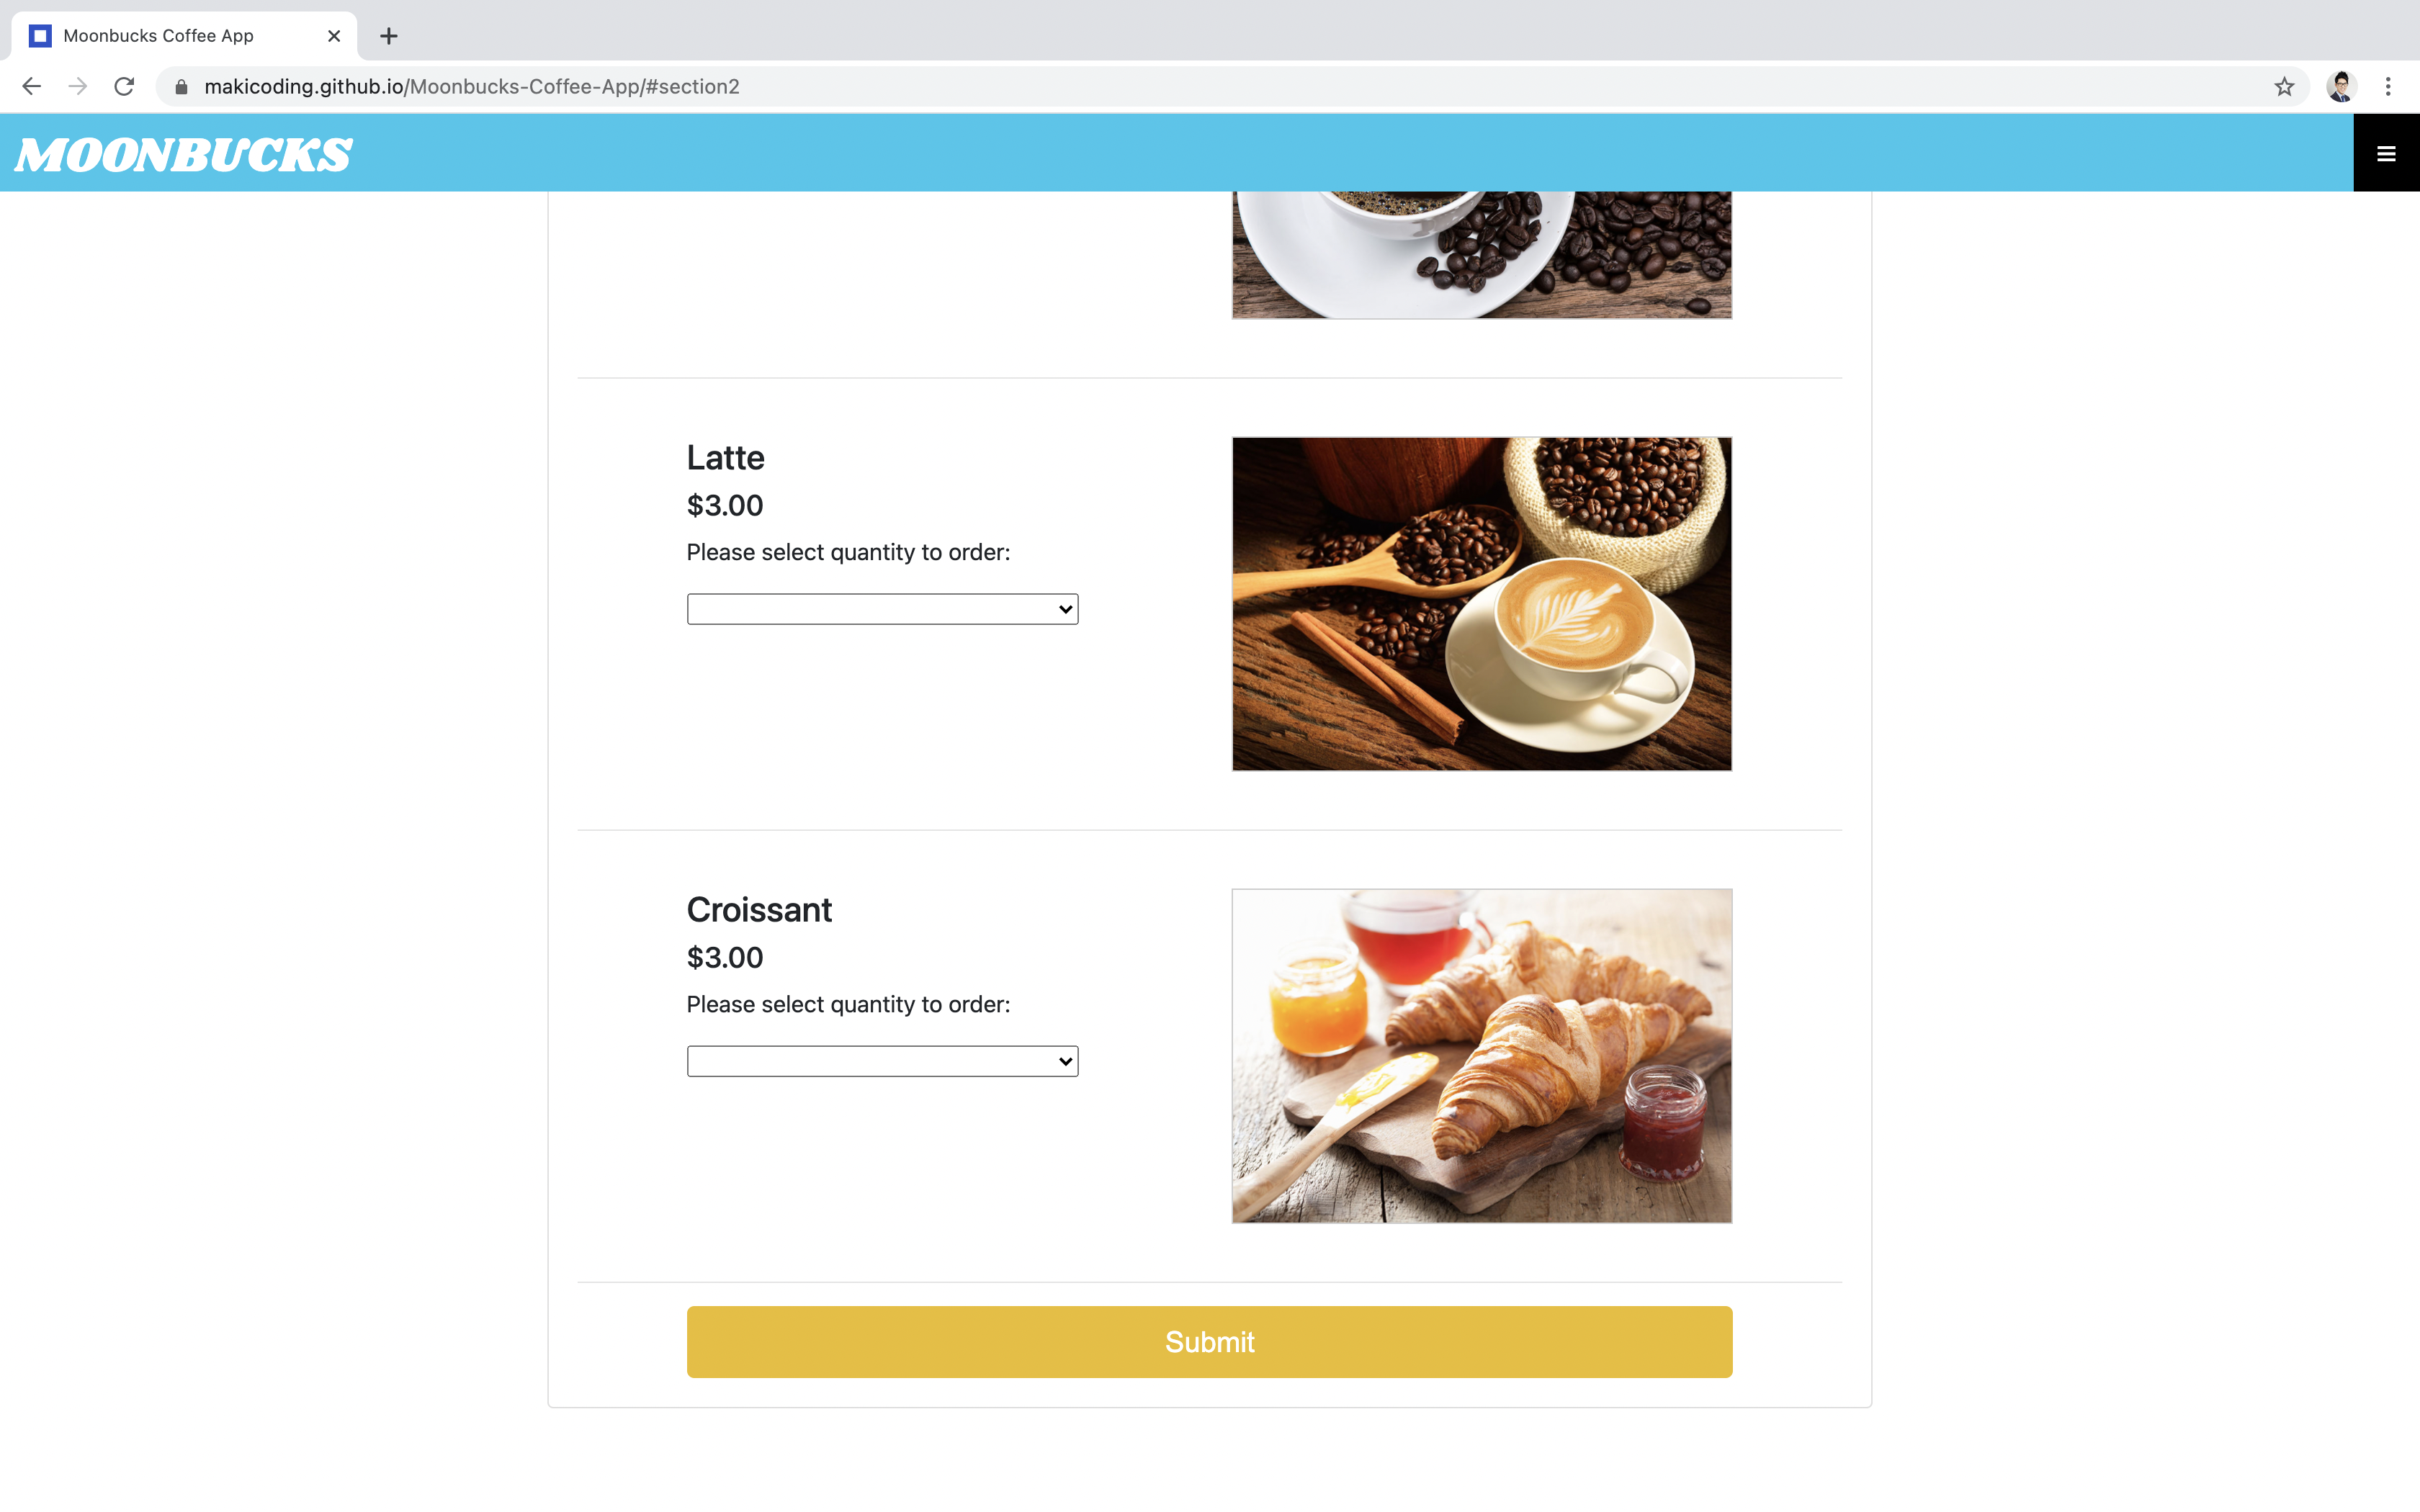 Moonbucks Coffee App
makicoding.github.io/Moonbucks-Coffee-App/#section2
MOONBUCKS
Latte
$3.00
Please select quantity to order:
Croissant
$3.00
Please select quantity to order:
Submit